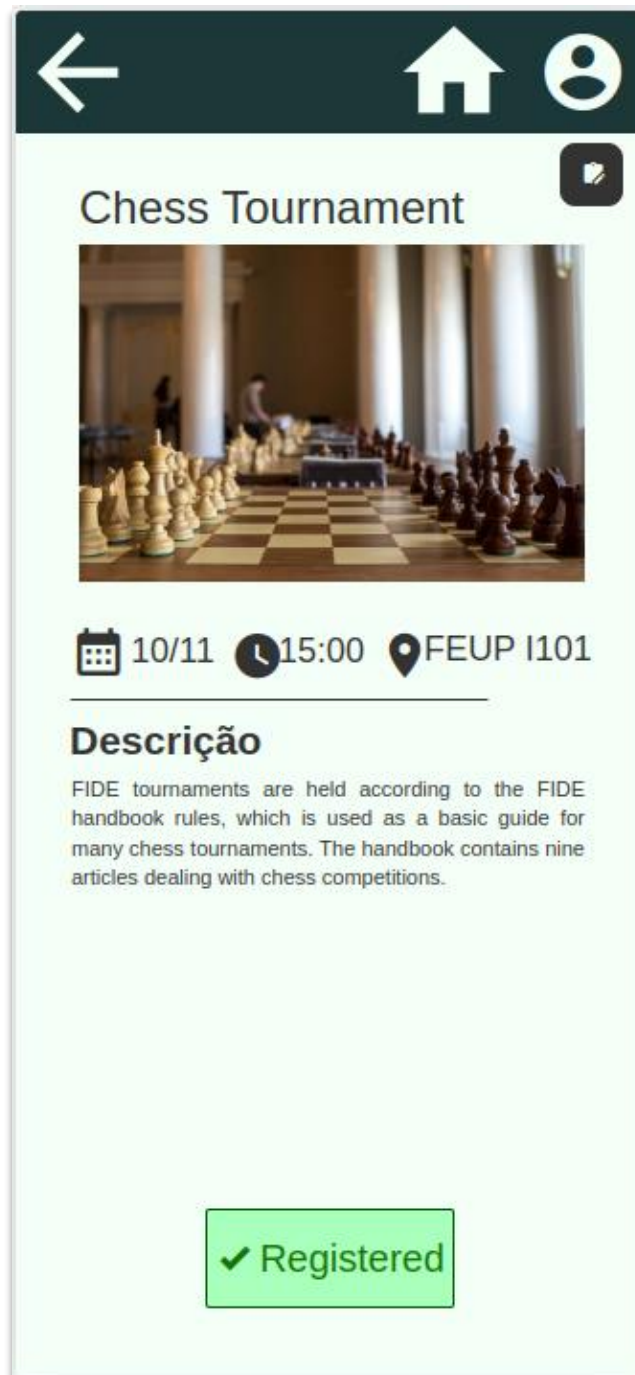 Chess Tournament
10/11 15:00 FEUP I101
Descrição
FIDE tournaments are held according to the FIDE
handbook rules, which is used as a basic guide for
many chess tournaments. The handbook contains nine
articles dealing with chess competitions.
Registered